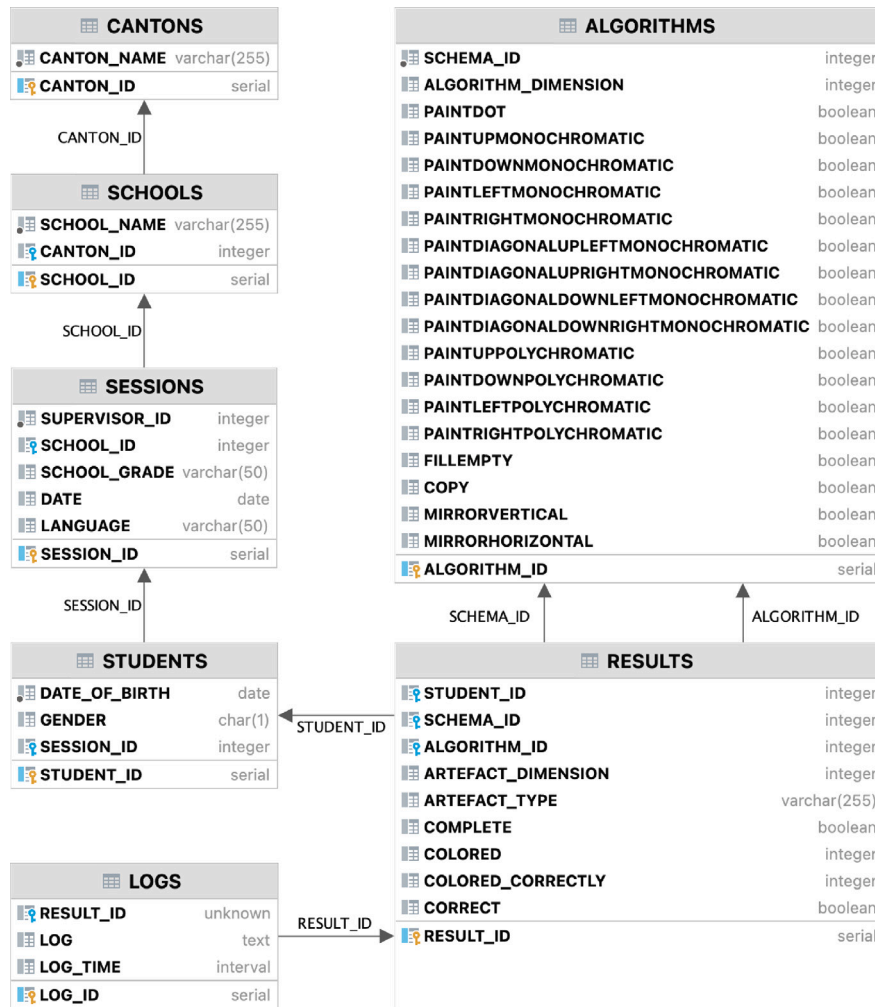 CANTONS
CANTON_NAME varchar(255)
CANTON_ID serial
CANTON_ID
SCHOOLS
SCHOOL_NAME varchar(255)
CANTON_ID integer
SCHOOL_ID serial
SCHOOL_ID
SESSIONS
SUPERVISOR_ID integer
SCHOOL_ID integer
SCHOOL_GRADE varchar(50)
DATE date
LANGUAGE varchar(50)
SESSION_ID serial
SESSION_ID
STUDENTS
DATE_OF_BIRTH date
GENDER char(1)
SESSION_ID integer
STUDENT_ID serial
STUDENT_ID
LOGS
RESULT_ID unknown
LOG text
LOG_TIME interval
LOG_ID serial
RESULT_ID
ALGORITHMS
SCHEMA_ID integer
ALGORITHM_DIMENSION integer
PAINTDOT boolean
PAINTUPMONOCHROMATIC boolean
PAINTDOWNMONOCHROMATIC boolean
PAINTLEFTMONOCHROMATIC boolean
PAINTRIGHTMONOCHROMATIC boolean
PAINTDIAGONALUPLEFTMONOCHROMATIC boolean
PAINTDIAGONALUPRIGHTMONOCHROMATIC boolean
PAINTDIAGONALDOWNLEFTMONOCHROMATIC boolean
PAINTDIAGONALDOWNRIGHTMONOCHROMATIC boolean
PAINTUPPOLYCHROMATIC boolean
PAINTDOWNPOLYCHROMATIC boolean
PAINTLEFTPOLYCHROMATIC boolean
PAINTRIGHTPOLYCHROMATIC boolean
FILLEMPTY boolean
COPY boolean
MIRRORVERTICAL boolean
MIRRORHORIZONTAL boolean
ALGORITHM_ID serial
SCHEMA_ID
ALGORITHM_ID
RESULTS
STUDENT_ID integer
SCHEMA_ID integer
ALGORITHM_ID integer
ARTEFACT_DIMENSION integer
ARTEFACT_TYPE varchar(255)
COMPLETE boolean
COLORED integer
COLORED_CORRECTLY integer
CORRECT boolean
RESULT_ID serial